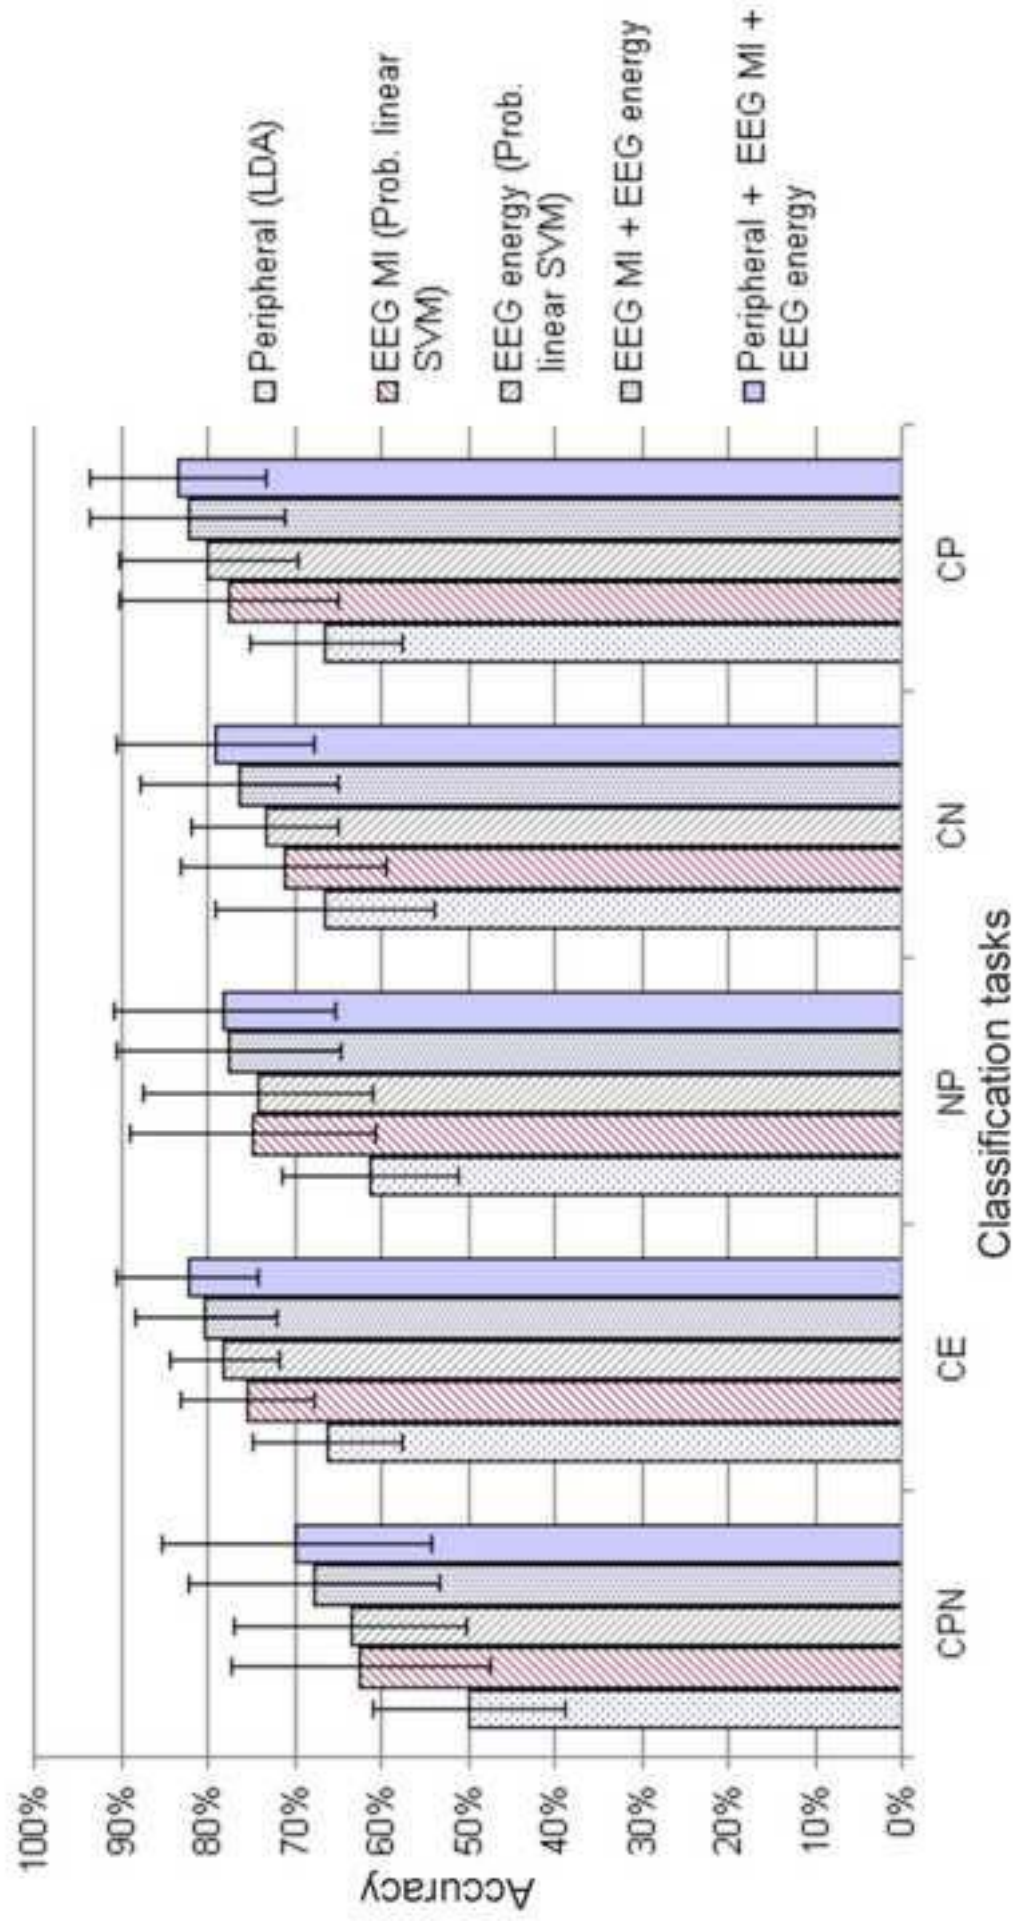 100%
90%
80%
70%
60%
50%
40%
30%
20%
10%
0%
Accuracy
CPN
CE
NP
CN
CP
Classification tasks
Peripheral (LDA)
EEG MI (Prob. linear
SVM)
EEG energy (Prob.
linear SVM)
EEG MI + EEG energy
Peripheral + EEG MI +
EEG energy